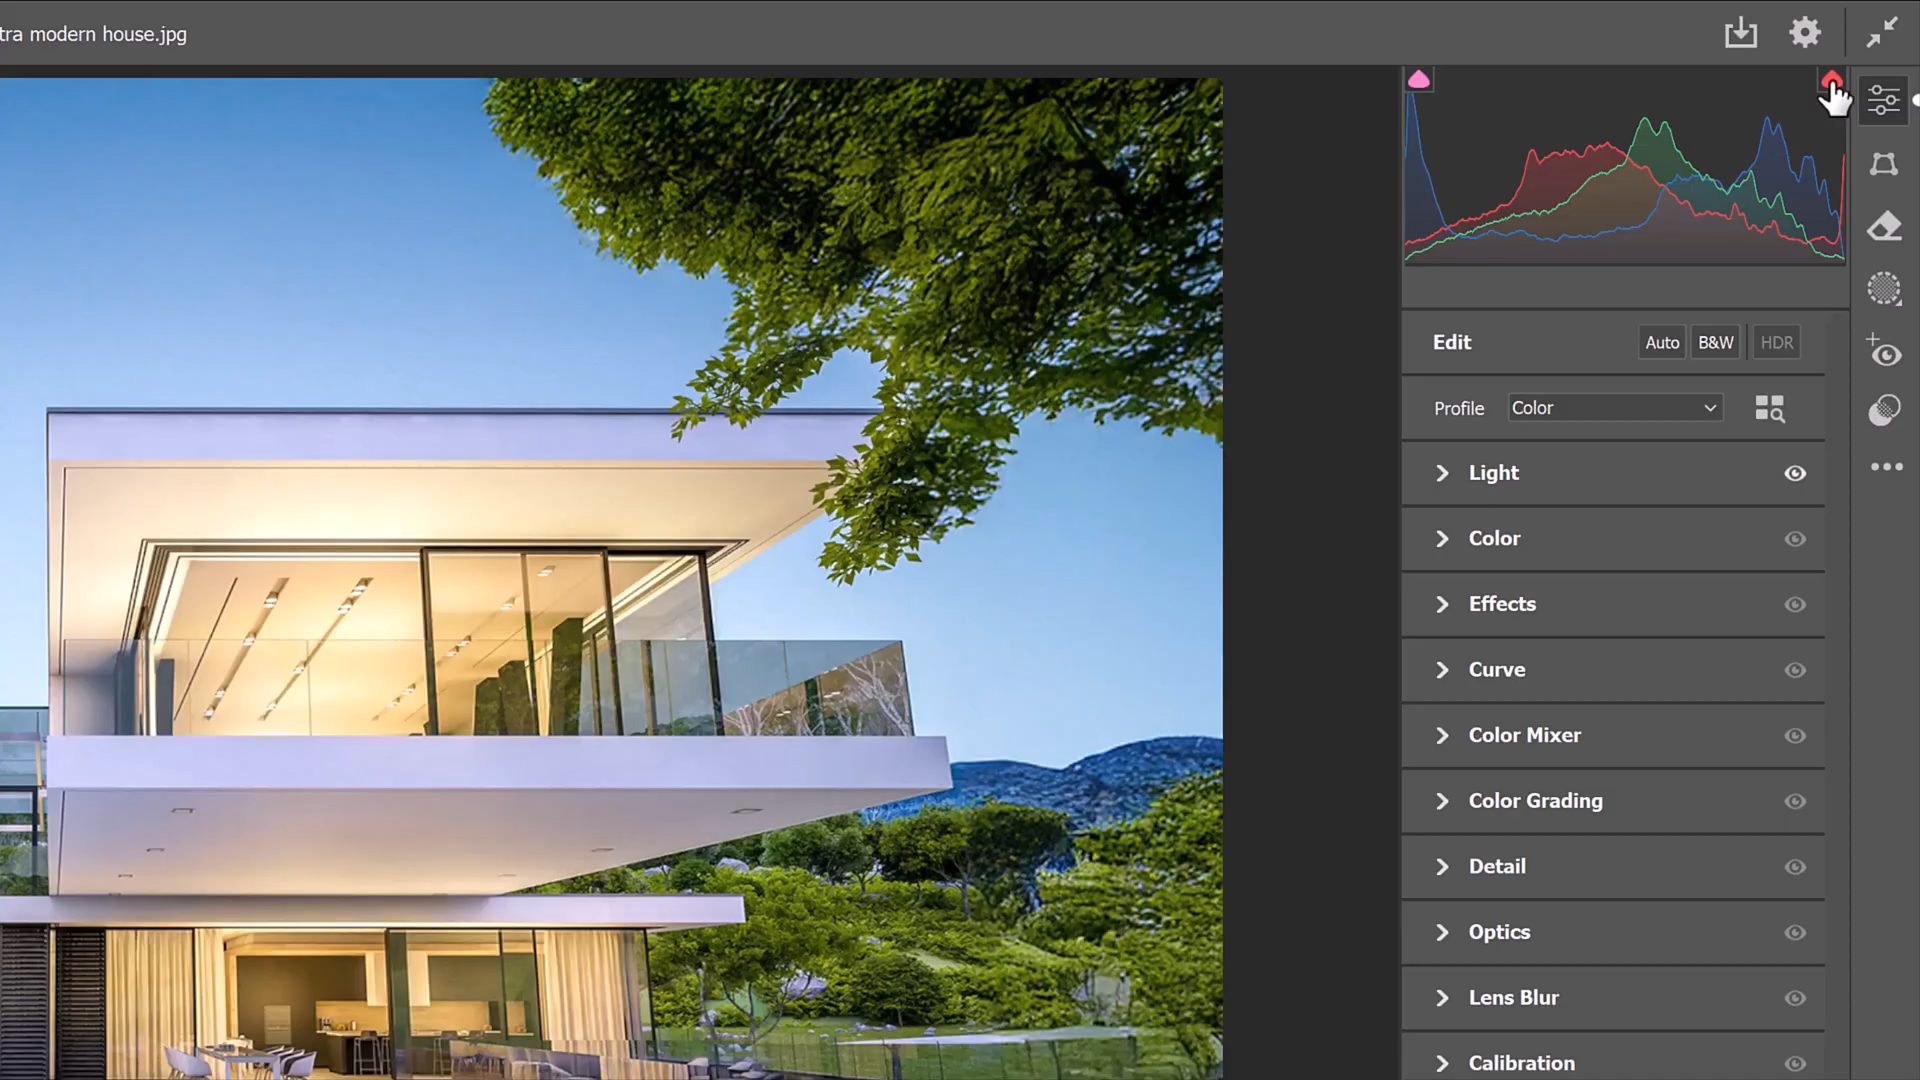 tra modern house.jpg
Edit
Auto
B&W
HDR
Profile
Color
Light
Color
Effects
Curve
Color Mixer
Color Grading
Detail
Optics
Lens Blur
Calibration